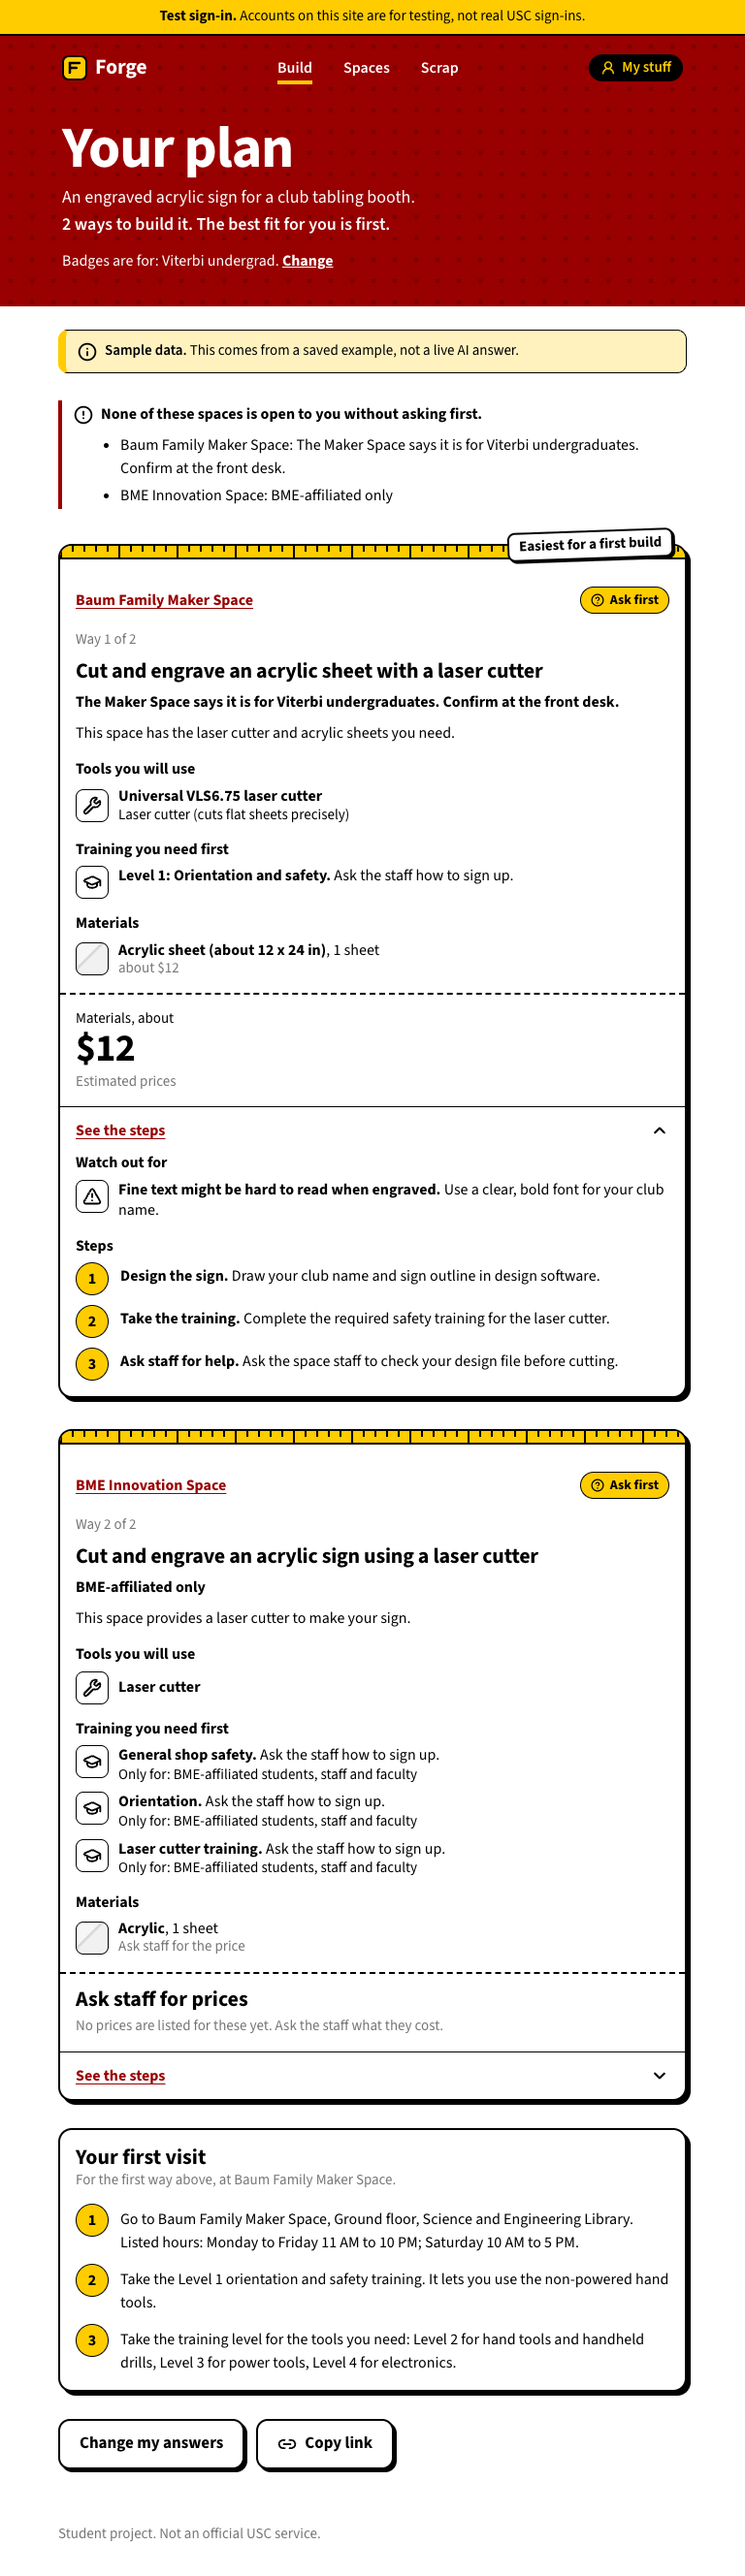 Test sign-in. Accounts on this site are for testing, not real USC sign-ins.
Forge
Build
Spaces
Scrap
My stuff
Your plan
An engraved acrylic sign for a club tabling booth.
2 ways to build it. The best fit for you is first.
Badges are for: Viterbi undergrad. Change
Sample data. This comes from a saved example, not a live AI answer.
None of these spaces is open to you without asking first.
• Baum Family Maker Space: The Maker Space says it is for Viterbi undergraduates.
Confirm at the front desk.
• BME Innovation Space: BME-affiliated only
Easiest for a first build
Baum Family Maker Space
Ask first
Way 1 of 2
Cut and engrave an acrylic sheet with a laser cutter
The Maker Space says it is for Viterbi undergraduates. Confirm at the front desk.
This space has the laser cutter and acrylic sheets you need.
Tools you will use
Universal VLS6.75 laser cutter
Laser cutter (cuts flat sheets precisely)
Training you need first
Level 1: Orientation and safety. Ask the staff how to sign up.
Materials
Acrylic sheet (about 12 x 24 in), 1 sheet
about $12
Materials, about
$12
Estimated prices
See the steps
Watch out for
Fine text might be hard to read when engraved. Use a clear, bold font for your club
name.
Steps
1 Design the sign. Draw your club name and sign outline in design software.
2 Take the training. Complete the required safety training for the laser cutter.
3 Ask staff for help. Ask the space staff to check your design file before cutting.
BME Innovation Space
Ask first
Way 2 of 2
Cut and engrave an acrylic sign using a laser cutter
BME-affiliated only
This space provides a laser cutter to make your sign.
Tools you will use
Laser cutter
Training you need first
General shop safety. Ask the staff how to sign up.
Only for: BME-affiliated students, staff and faculty
Orientation. Ask the staff how to sign up.
Only for: BME-affiliated students, staff and faculty
Laser cutter training. Ask the staff how to sign up.
Only for: BME-affiliated students, staff and faculty
Materials
Acrylic, 1 sheet
Ask staff for the price
Ask staff for prices
No prices are listed for these yet. Ask the staff what they cost.
See the steps
Your first visit
For the first way above, at Baum Family Maker Space.
1 Go to Baum Family Maker Space, Ground floor, Science and Engineering Library.
Listed hours: Monday to Friday 11 AM to 10 PM; Saturday 10 AM to 5 PM.
2 Take the Level 1 orientation and safety training. It lets you use the non-powered hand
tools.
3 Take the training level for the tools you need: Level 2 for hand tools and handheld
drills, Level 3 for power tools, Level 4 for electronics.
Change my answers
Copy link
Student project. Not an official USC service.